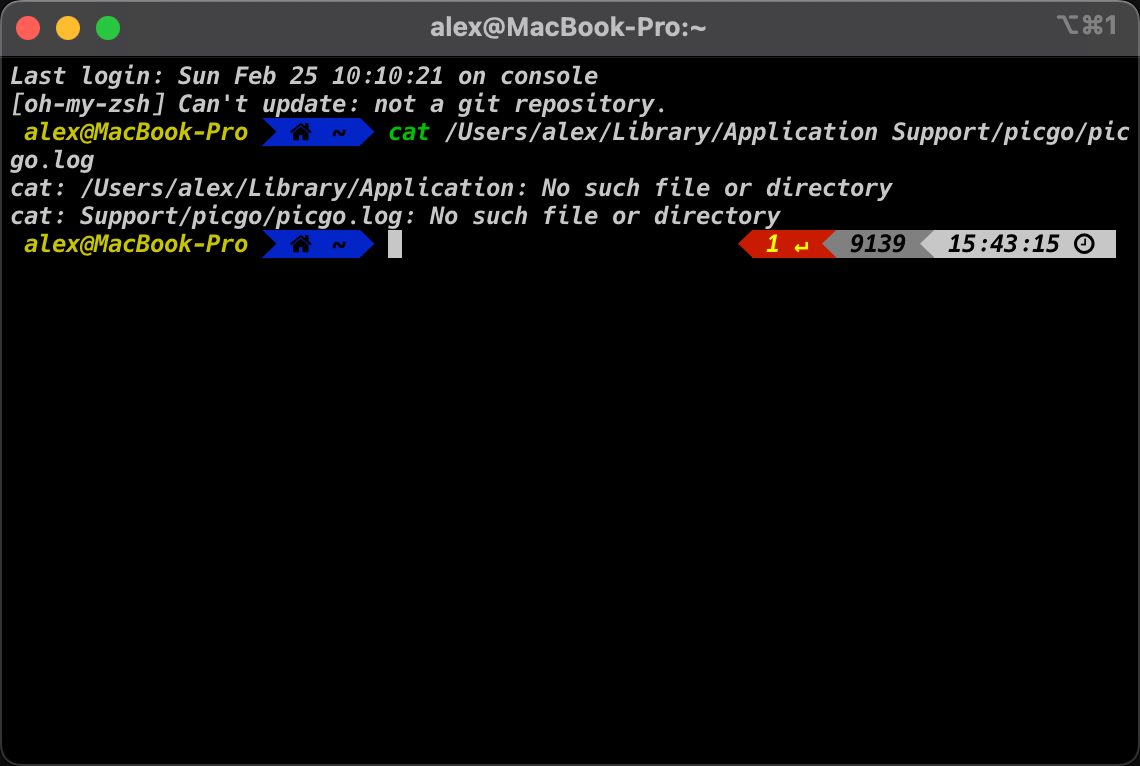 alex@MacBook-Pro:~ ⌥⌘1
Last login: Sun Feb 25 10:10:21 on console
[oh-my-zsh] Can't update: not a git repository.
alex@MacBook-Pro ~ cat /Users/alex/Library/Application Support/picgo/pic
go.log
cat: /Users/alex/Library/Application: No such file or directory
cat: Support/picgo/picgo.log: No such file or directory
alex@MacBook-Pro ~ 1 ↵ 9139 15:43:15